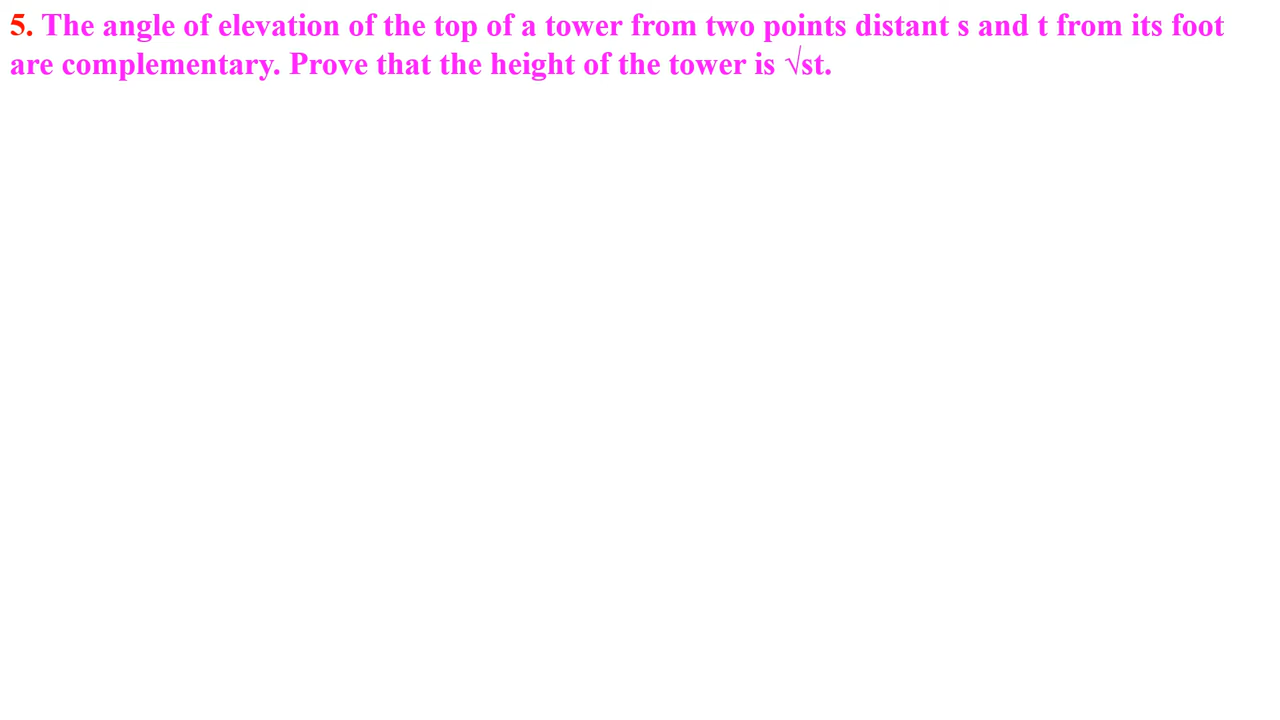 5. The angle of elevation of the top of a tower from two points distant s and t from its foot
are complementary. Prove that the height of the tower is √st.